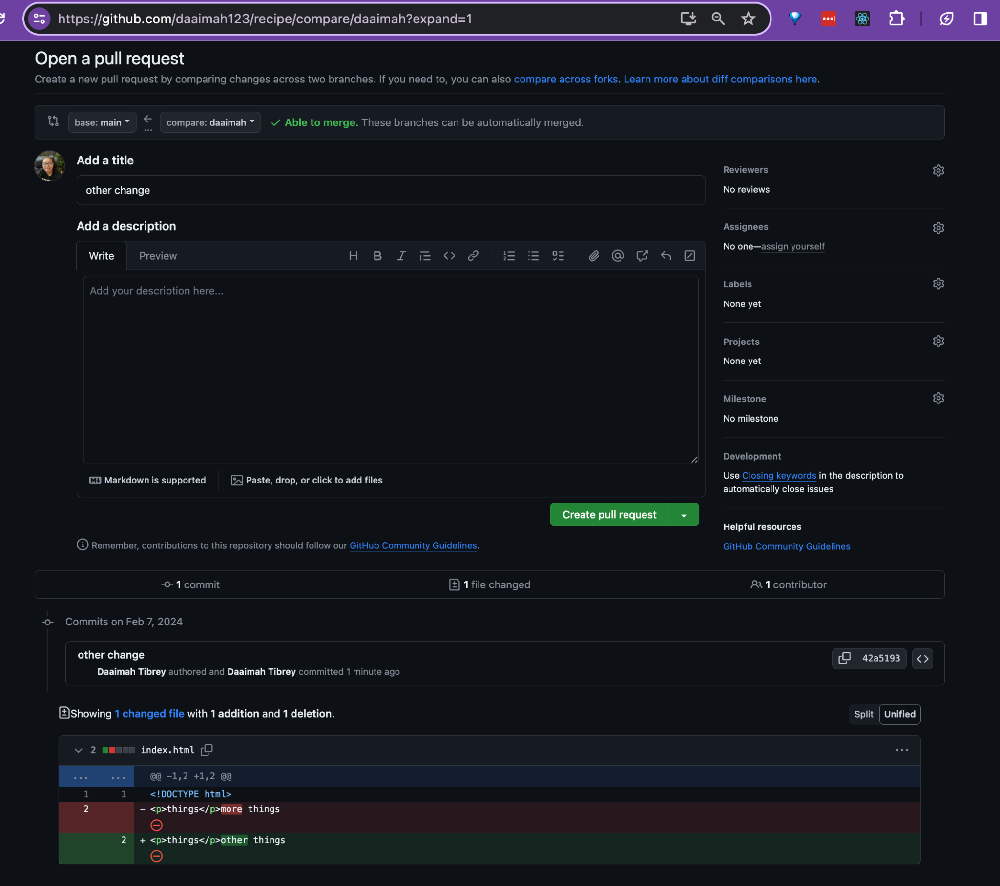 https://github.com/daaimah123/recipe/compare/daaimah?expand=1
Open a pull request
Create a new pull request by comparing changes across two branches. If you need to, you can also compare across forks. Learn more about diff comparisons here.
base: main
...
compare: daaimah
Able to merge. These branches can be automatically merged.
Add a title
other change
Add a description
Write Preview
Add your description here...
Markdown is supported
Paste, drop, or click to add files
Create pull request
Remember, contributions to this repository should follow our GitHub Community Guidelines.
Reviewers
No reviews
Assignees
No one—assign yourself
Labels
None yet
Projects
None yet
Milestone
No milestone
Development
Use Closing keywords in the description to
automatically close issues
Helpful resources
GitHub Community Guidelines
1 commit
1 file changed
1 contributor
Commits on Feb 7, 2024
other change
Daaimah Tibrey authored and Daaimah Tibrey committed 1 minute ago
42a5193
Showing 1 changed file with 1 addition and 1 deletion.
Split Unified
2 index.html
... ... @@ -1,2 +1,2 @@
1 1 <!DOCTYPE html>
2 - <p>things</p>more things
2 + <p>things</p>other things